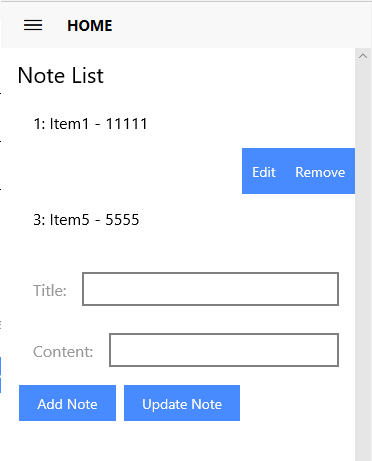 HOME
Note List
1: Item1 - 11111
Edit Remove
3: Item5 - 5555
Title:
Content:
Add Note Update Note